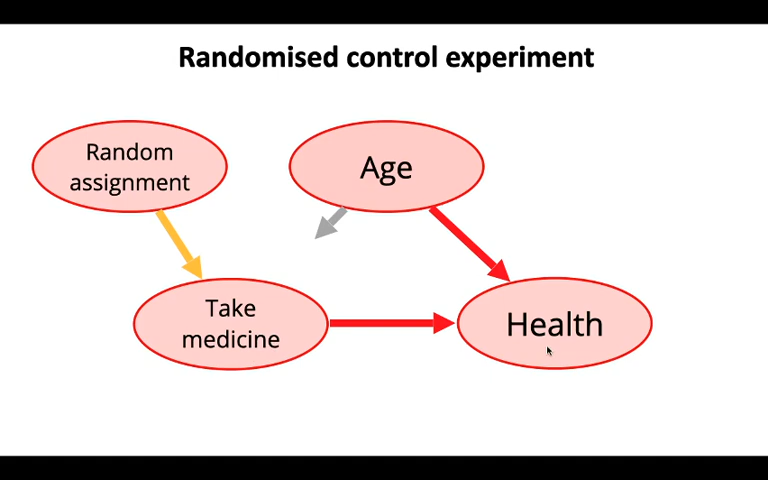 Randomised control experiment
Random
assignment
Age
Take
medicine
Health